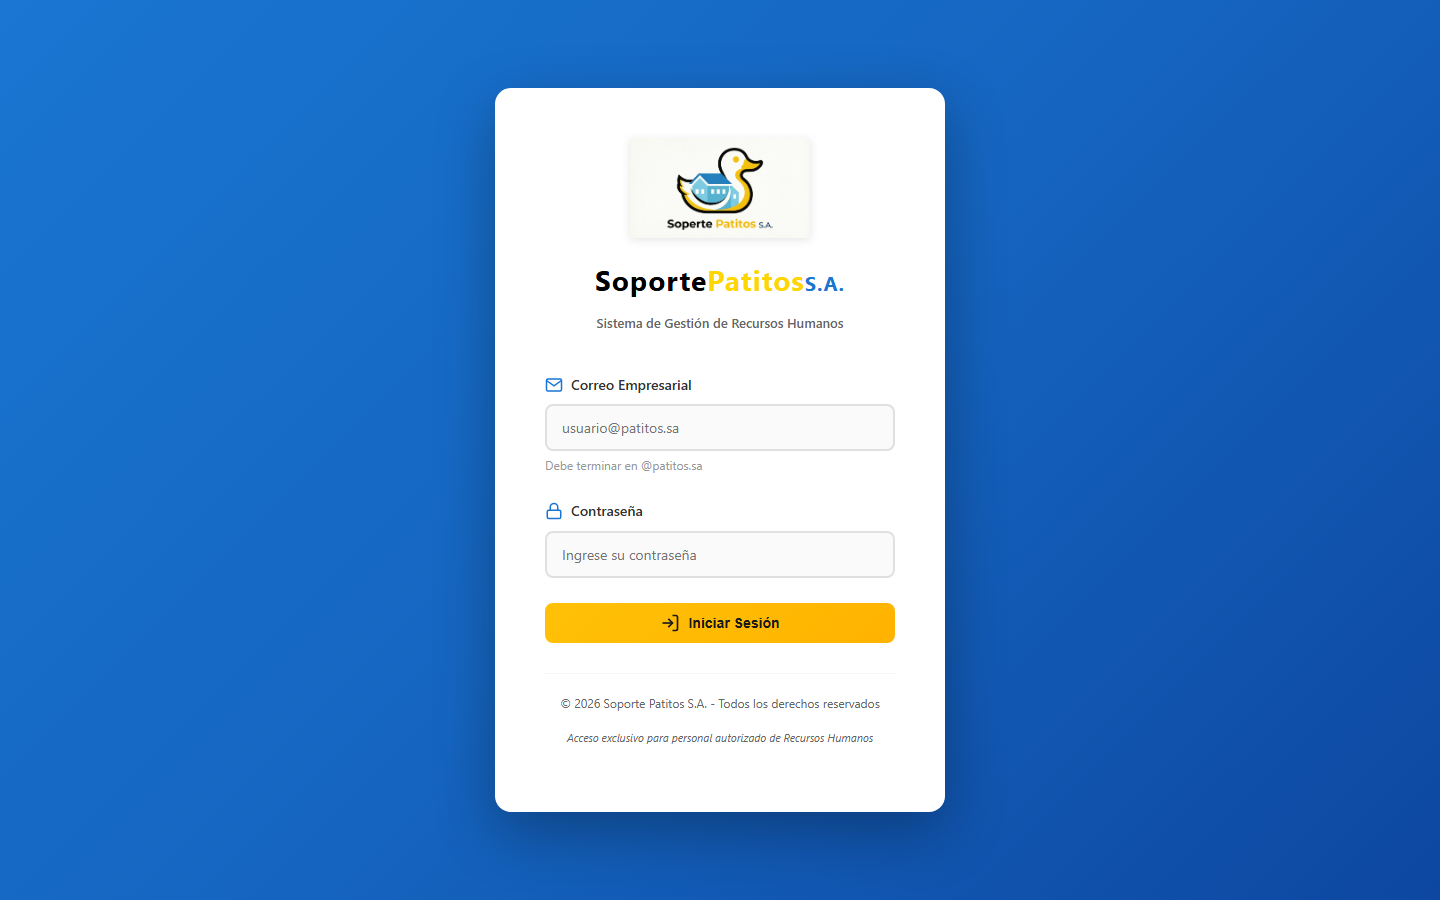 Soperte Patitos S.A.
SoportePatitosS.A.
Sistema de Gestión de Recursos Humanos
Correo Empresarial
usuario@patitos.sa
Debe terminar en @patitos.sa
Contraseña
Ingrese su contraseña
Iniciar Sesión
© 2026 Soporte Patitos S.A. - Todos los derechos reservados
Acceso exclusivo para personal autorizado de Recursos Humanos